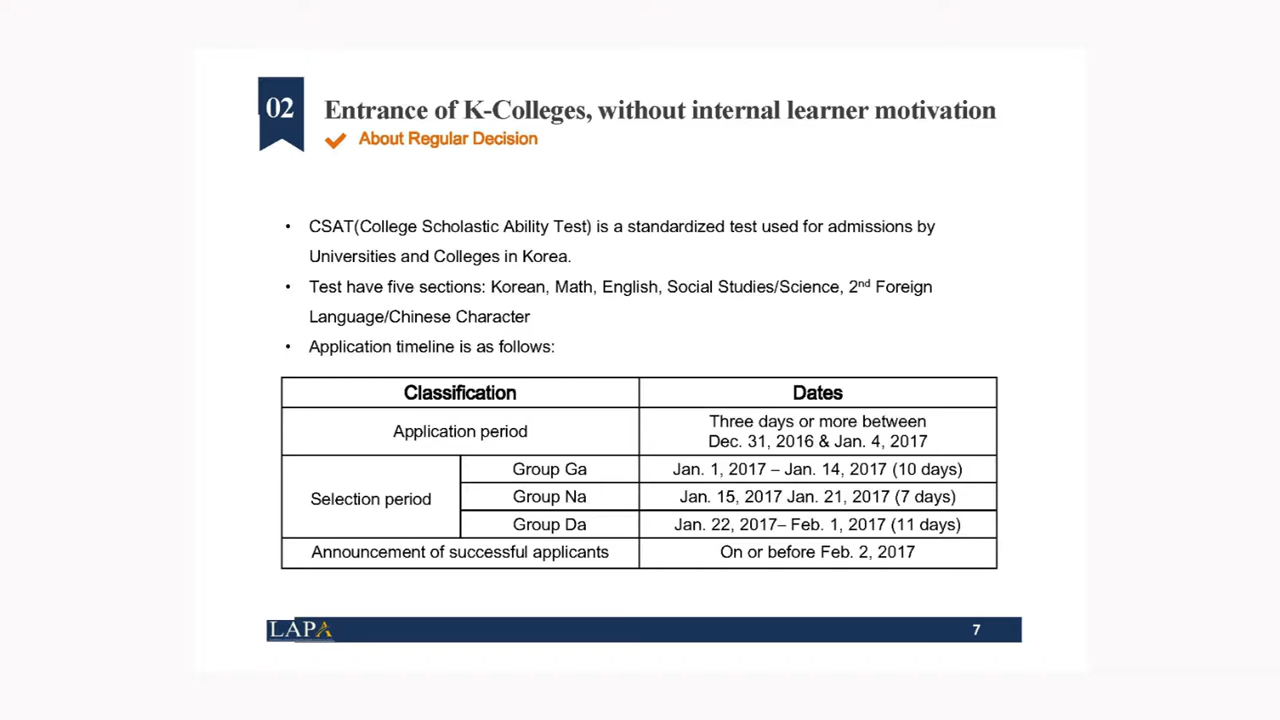 02
Entrance of K-Colleges, without internal learner motivation
About Regular Decision
• CSAT(College Scholastic Ability Test) is a standardized test used for admissions by
Universities and Colleges in Korea.
• Test have five sections: Korean, Math, English, Social Studies/Science, 2nd Foreign
Language/Chinese Character
• Application timeline is as follows:
Classification Dates
Application period Three days or more between
Dec. 31, 2016 & Jan. 4, 2017
Selection period
Group Ga Jan. 1, 2017 – Jan. 14, 2017 (10 days)
Group Na Jan. 15, 2017 Jan. 21, 2017 (7 days)
Group Da Jan. 22, 2017– Feb. 1, 2017 (11 days)
Announcement of successful applicants On or before Feb. 2, 2017
LAPA
7